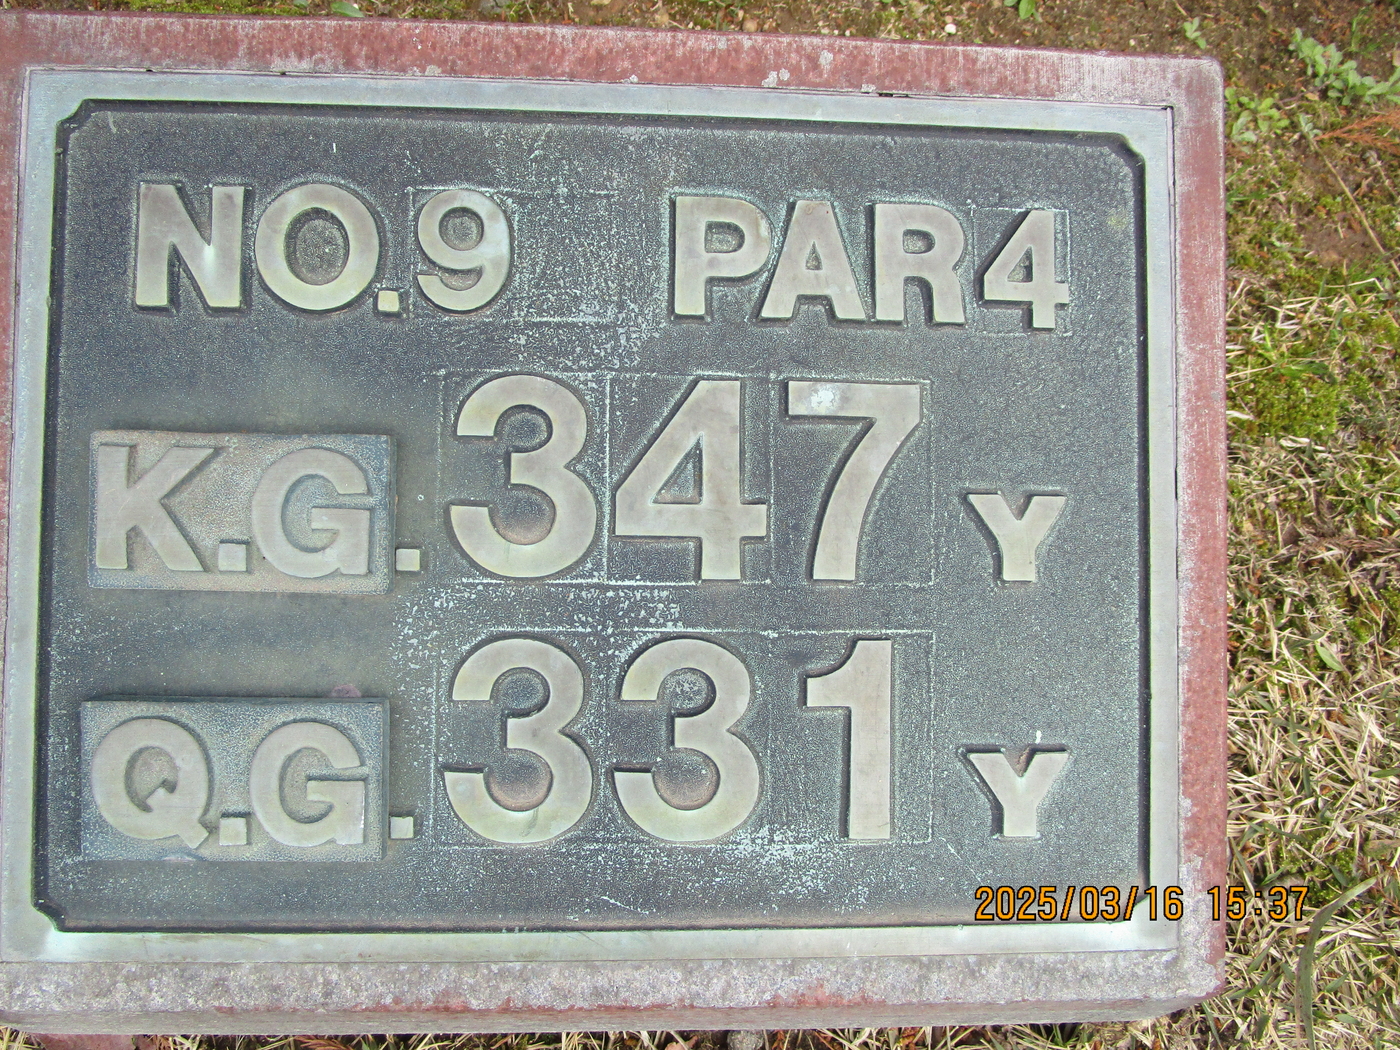 NO.9 PAR4
K.G. 347 Y
Q.G. 331 Y
2025/03/16 15:37